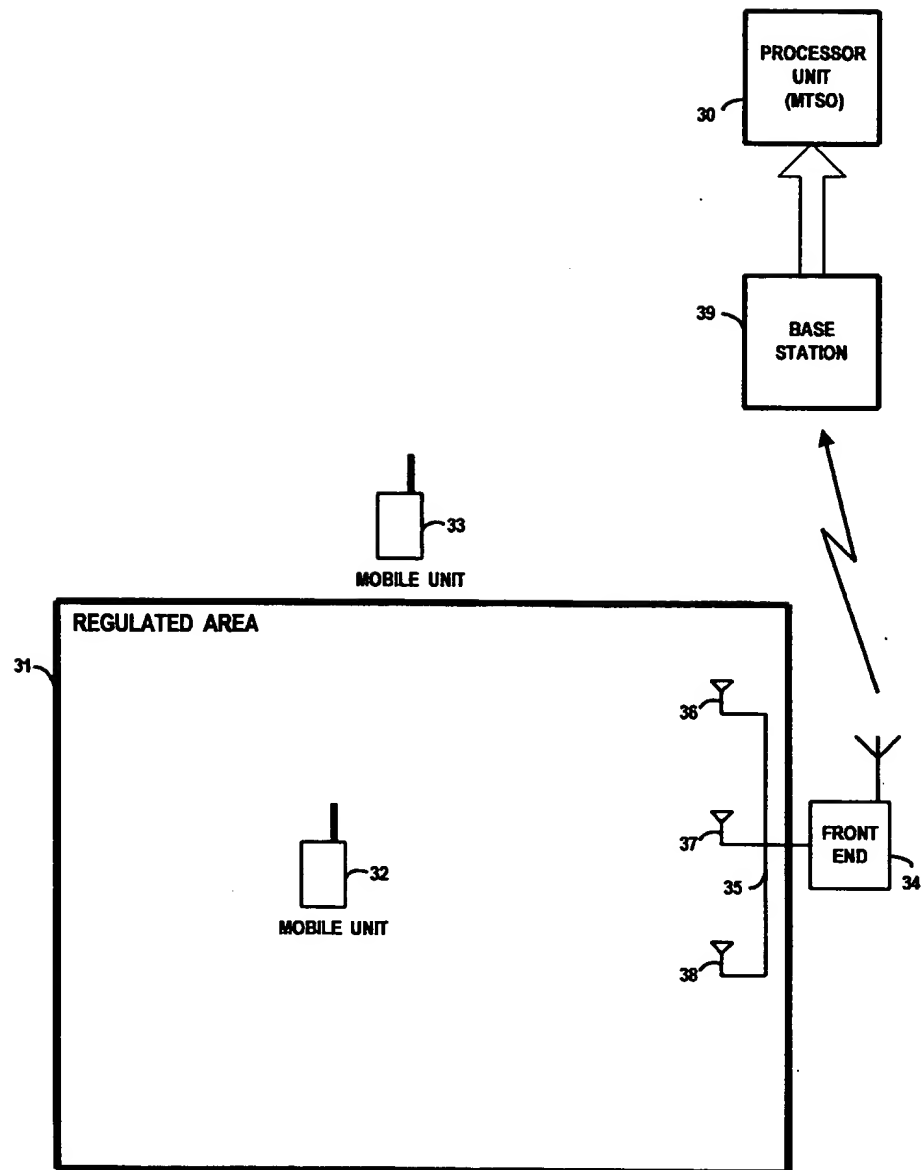 PROCESSOR
UNIT
(MTSO)
30
39
BASE
STATION
33
MOBILE UNIT
REGULATED AREA
31
36
37
FRONT
END
34
35
32
MOBILE UNIT
38